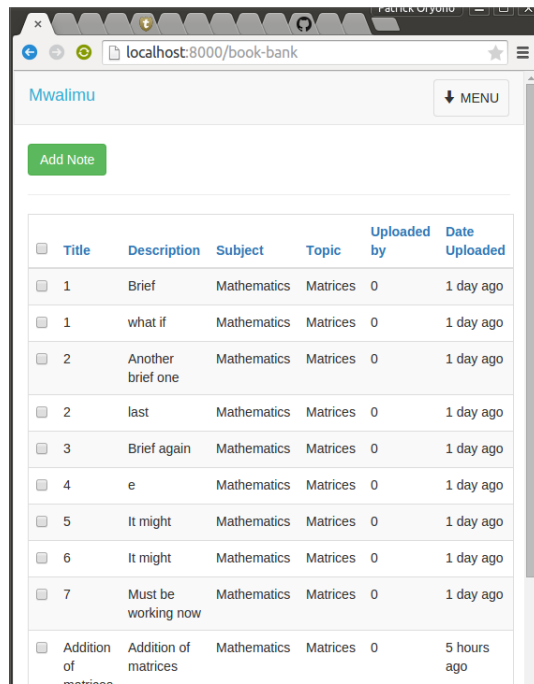 Patrick Oryono
localhost:8000/book-bank
Mwalimu
MENU
Add Note
Title Description Subject Topic Uploaded by Date Uploaded
1 Brief Mathematics Matrices 0 1 day ago
1 what if Mathematics Matrices 0 1 day ago
2 Another brief one Mathematics Matrices 0 1 day ago
2 last Mathematics Matrices 0 1 day ago
3 Brief again Mathematics Matrices 0 1 day ago
4 e Mathematics Matrices 0 1 day ago
5 It might Mathematics Matrices 0 1 day ago
6 It might Mathematics Matrices 0 1 day ago
7 Must be working now Mathematics Matrices 0 1 day ago
Addition of matrices Addition of matrices Mathematics Matrices 0 5 hours ago